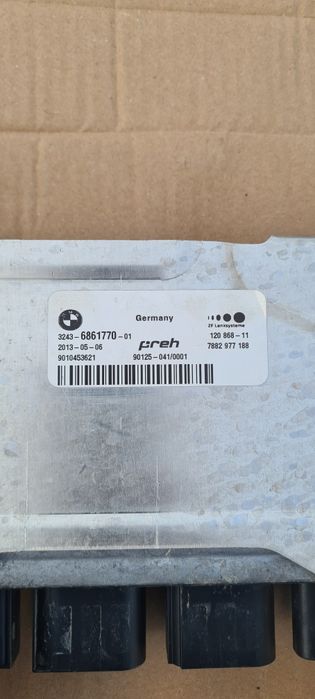 Germany
ZF Lenksysteme
3243-6861770-01
120 868-11
2013-05-06
preh
7882 977 188
9010453621
90125-041/0001